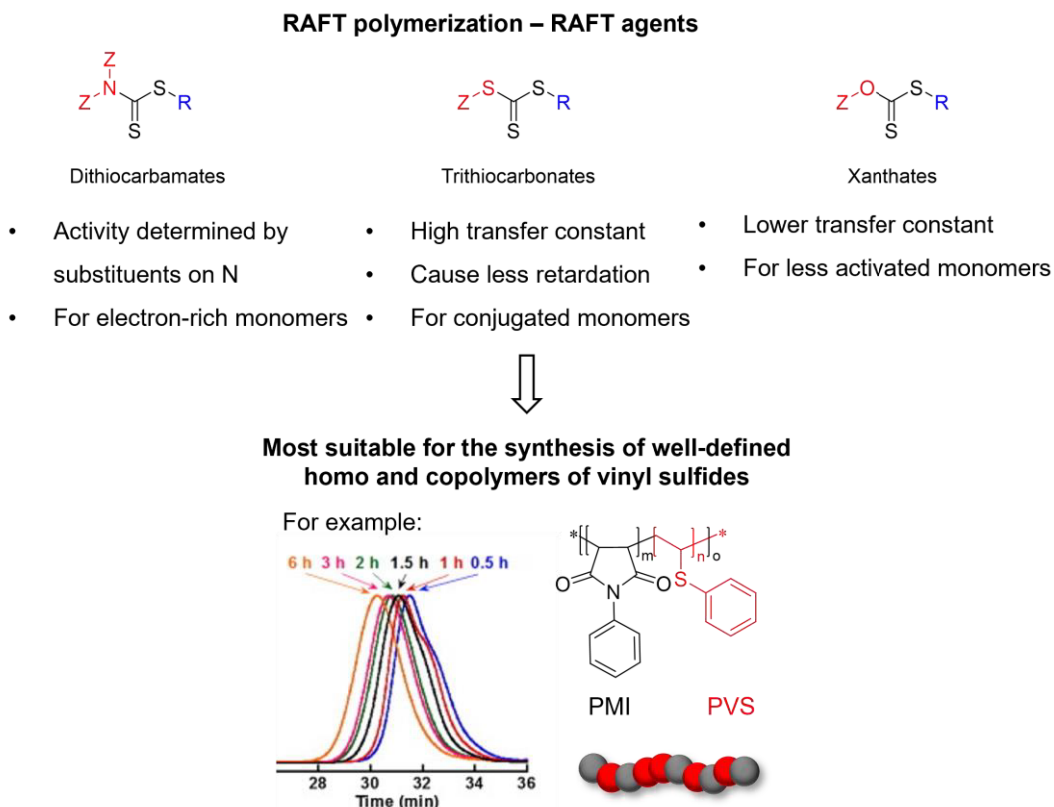 RAFT polymerization – RAFT agents
Z
Z N S R
S
Z S S R
S
Z O S R
S
Dithiocarbamates
Trithiocarbonates
Xanthates
• Activity determined by
substituents on N
• For electron-rich monomers
• High transfer constant
• Cause less retardation
• For conjugated monomers
• Lower transfer constant
• For less activated monomers
Most suitable for the synthesis of well-defined
homo and copolymers of vinyl sulfides
For example:
6 h 3 h 2 h 1.5 h 1 h 0.5 h
28 30 32 34 36
Time (min)
* m n o *
O N O S
PMI PVS